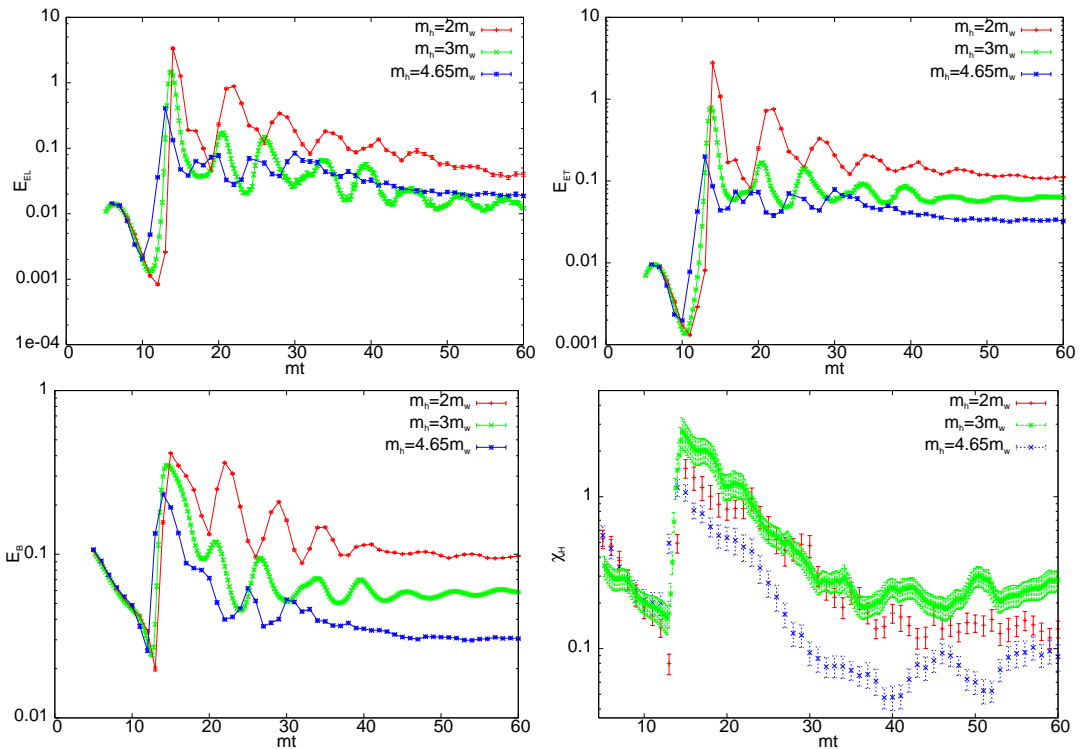 10
1
0.1
0.01
0.001
1e-04
0 10 20 30 40 50 60
mt
E_EL
m_h=2m_w
m_h=3m_w
m_h=4.65m_w
10
1
0.1
0.01
0.001
0 10 20 30 40 50 60
mt
E_ET
m_h=2m_w
m_h=3m_w
m_h=4.65m_w
1
0.1
0.01
0 10 20 30 40 50 60
mt
E_B
m_h=2m_w
m_h=3m_w
m_h=4.65m_w
1
0.1
10 20 30 40 50 60
mt
χ_H
m_h=2m_w
m_h=3m_w
m_h=4.65m_w